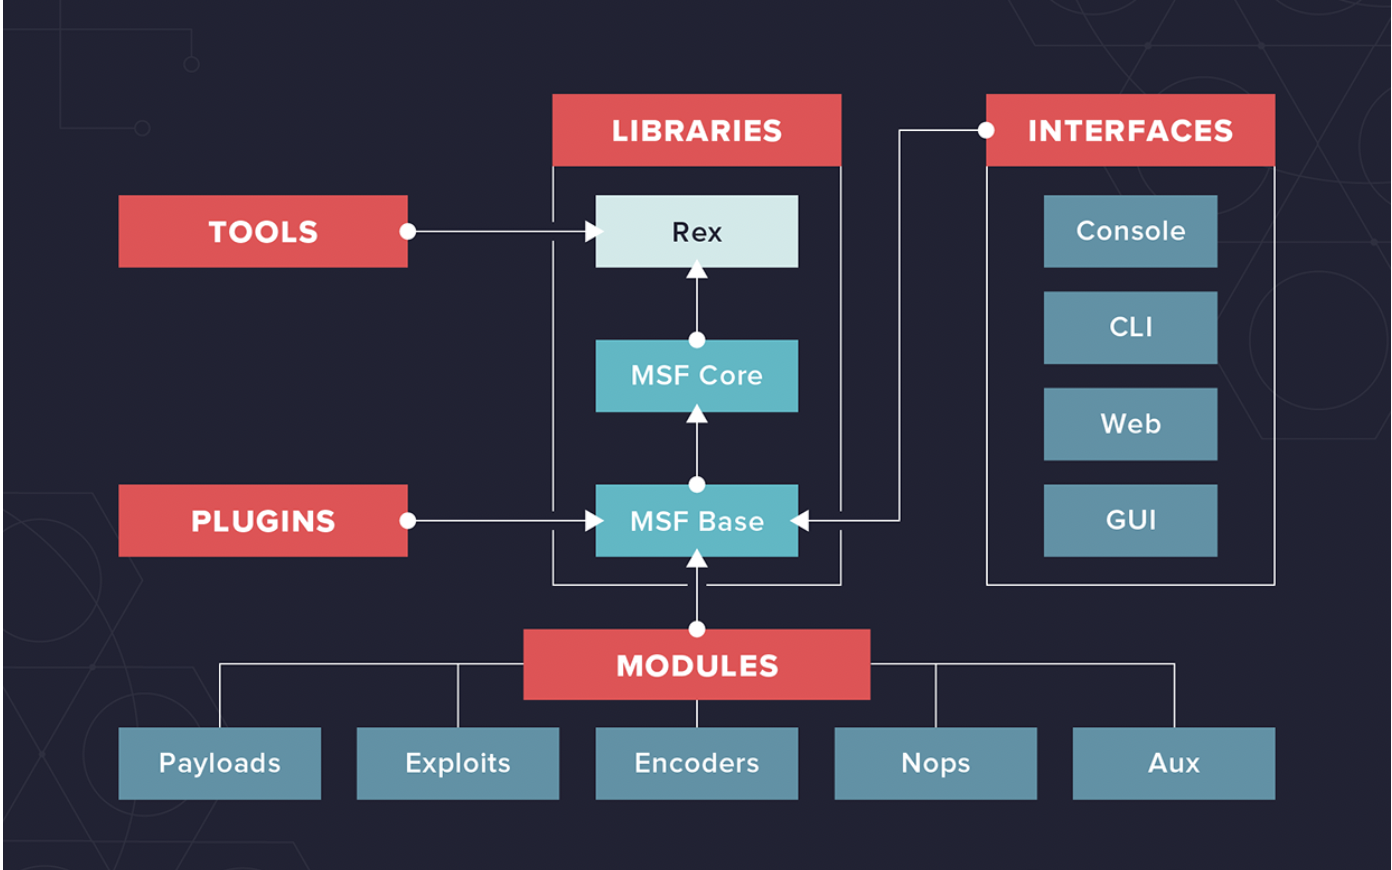 LIBRARIES
INTERFACES
TOOLS
Rex
Console
CLI
MSF Core
Web
PLUGINS
MSF Base
GUI
MODULES
Payloads
Exploits
Encoders
Nops
Aux